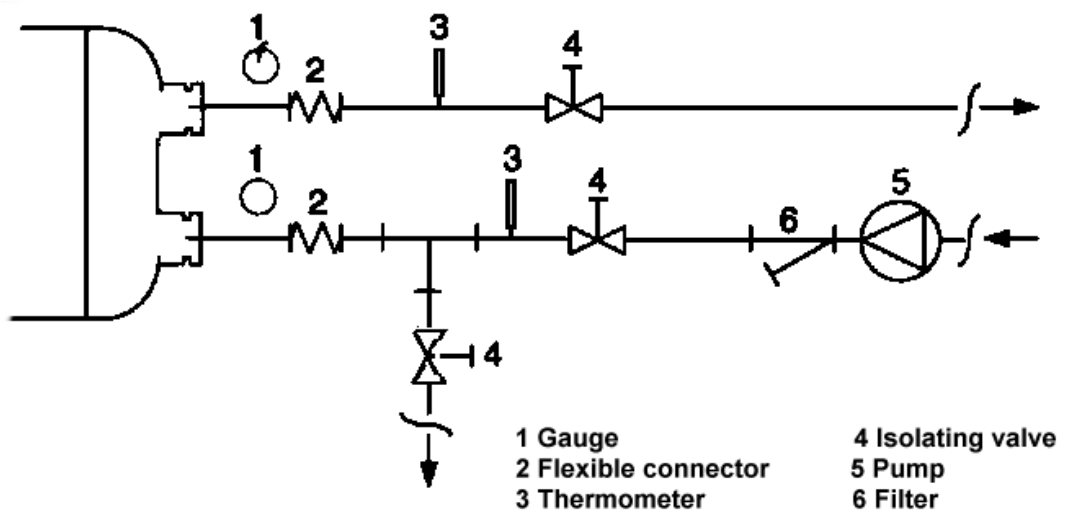 1
2
3
4
1
2
3
4
6
5
4
1 Gauge
2 Flexible connector
3 Thermometer
4 Isolating valve
5 Pump
6 Filter